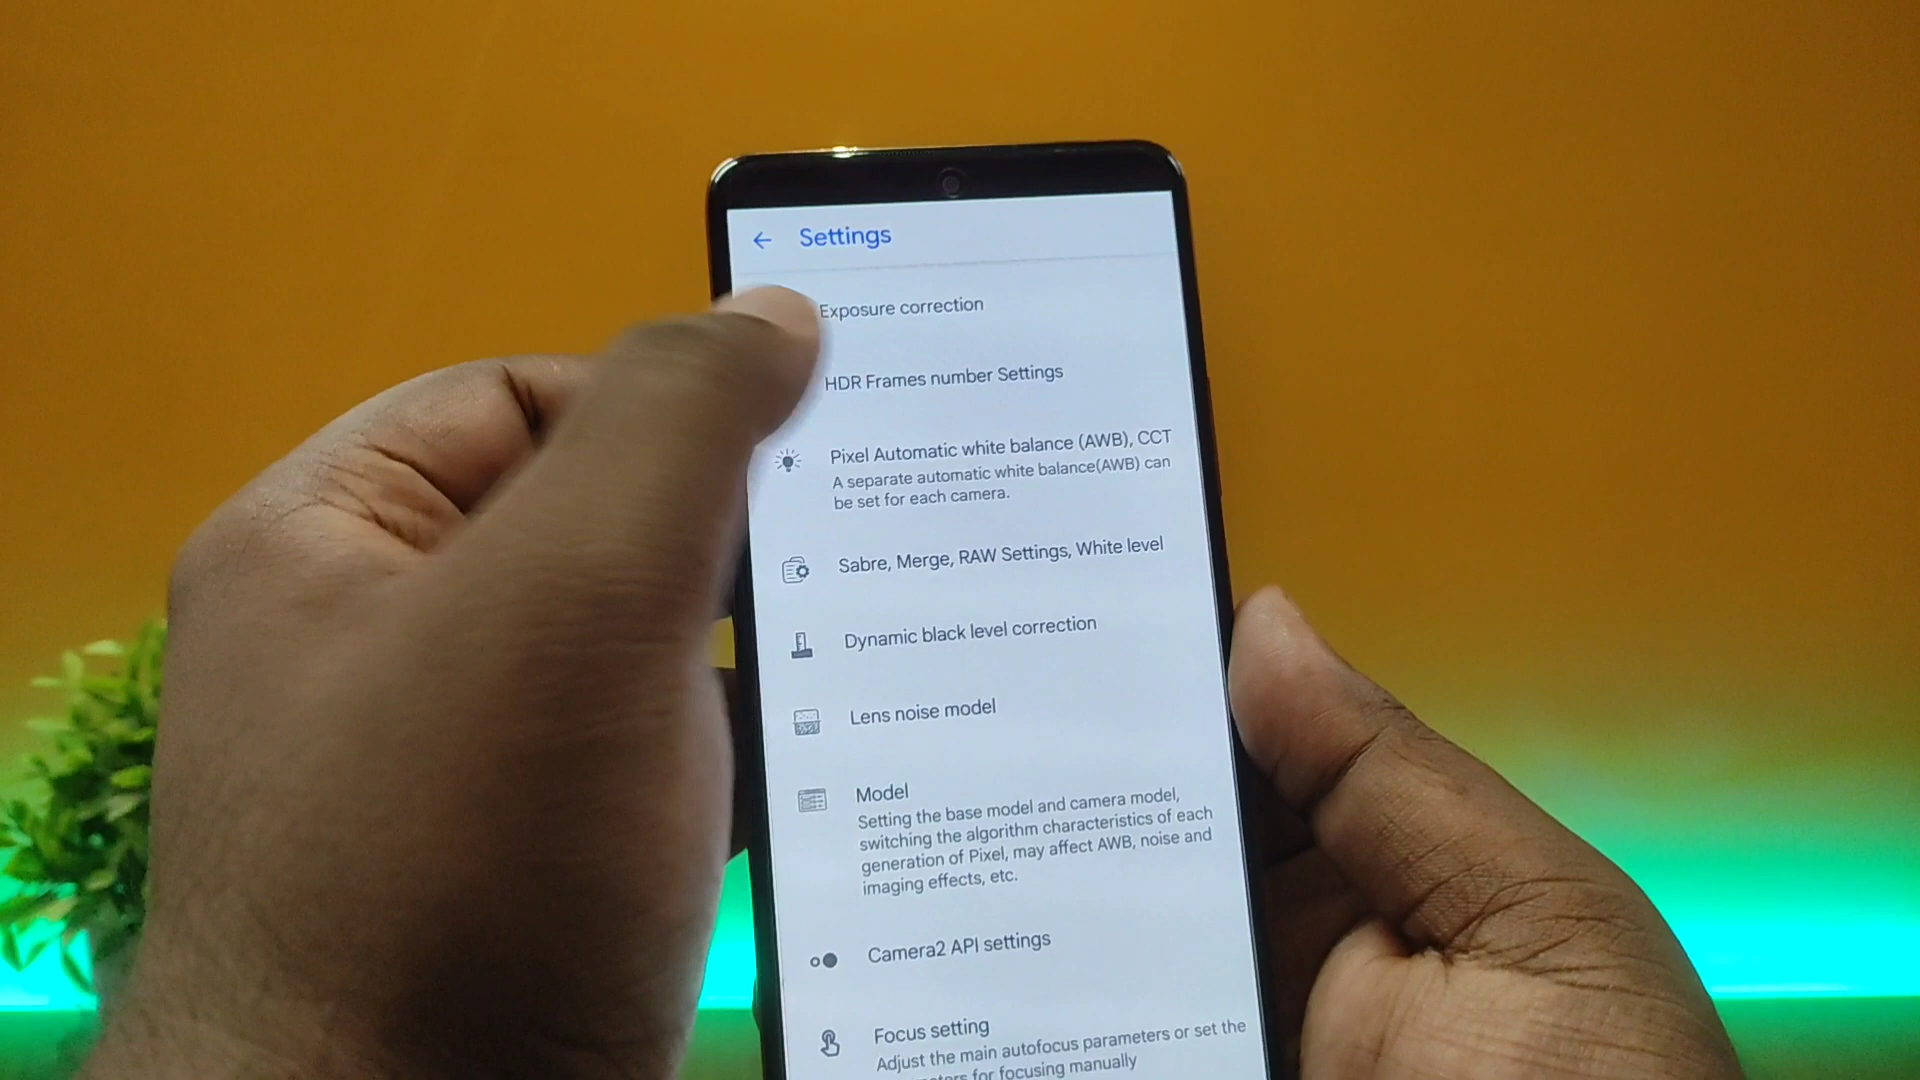 Settings
Exposure correction
HDR Frames number Settings
Pixel Automatic white balance (AWB), CCT
A separate automatic white balance(AWB) can
be set for each camera.
Sabre, Merge, RAW Settings, White level
Dynamic black level correction
Lens noise model
Model
Setting the base model and camera model,
switching the algorithm characteristics of each
generation of Pixel, may affect AWB, noise and
imaging effects, etc.
Camera2 API settings
Focus setting
Adjust the main autofocus parameters or set the
for focusing manually